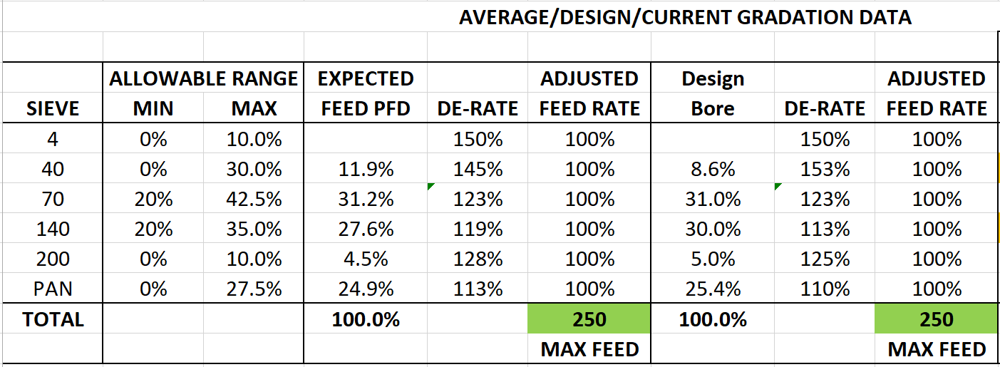 AVERAGE/DESIGN/CURRENT GRADATION DATA
ALLOWABLE RANGE EXPECTED ADJUSTED Design ADJUSTED
SIEVE MIN MAX FEED PFD DE-RATE FEED RATE Bore DE-RATE FEED RATE
4 0% 10.0% 150% 100% 150% 100%
40 0% 30.0% 11.9% 145% 100% 8.6% 153% 100%
70 20% 42.5% 31.2% 123% 100% 31.0% 123% 100%
140 20% 35.0% 27.6% 119% 100% 30.0% 113% 100%
200 0% 10.0% 4.5% 128% 100% 5.0% 125% 100%
PAN 0% 27.5% 24.9% 113% 100% 25.4% 110% 100%
TOTAL 100.0% 250 100.0% 250
MAX FEED MAX FEED